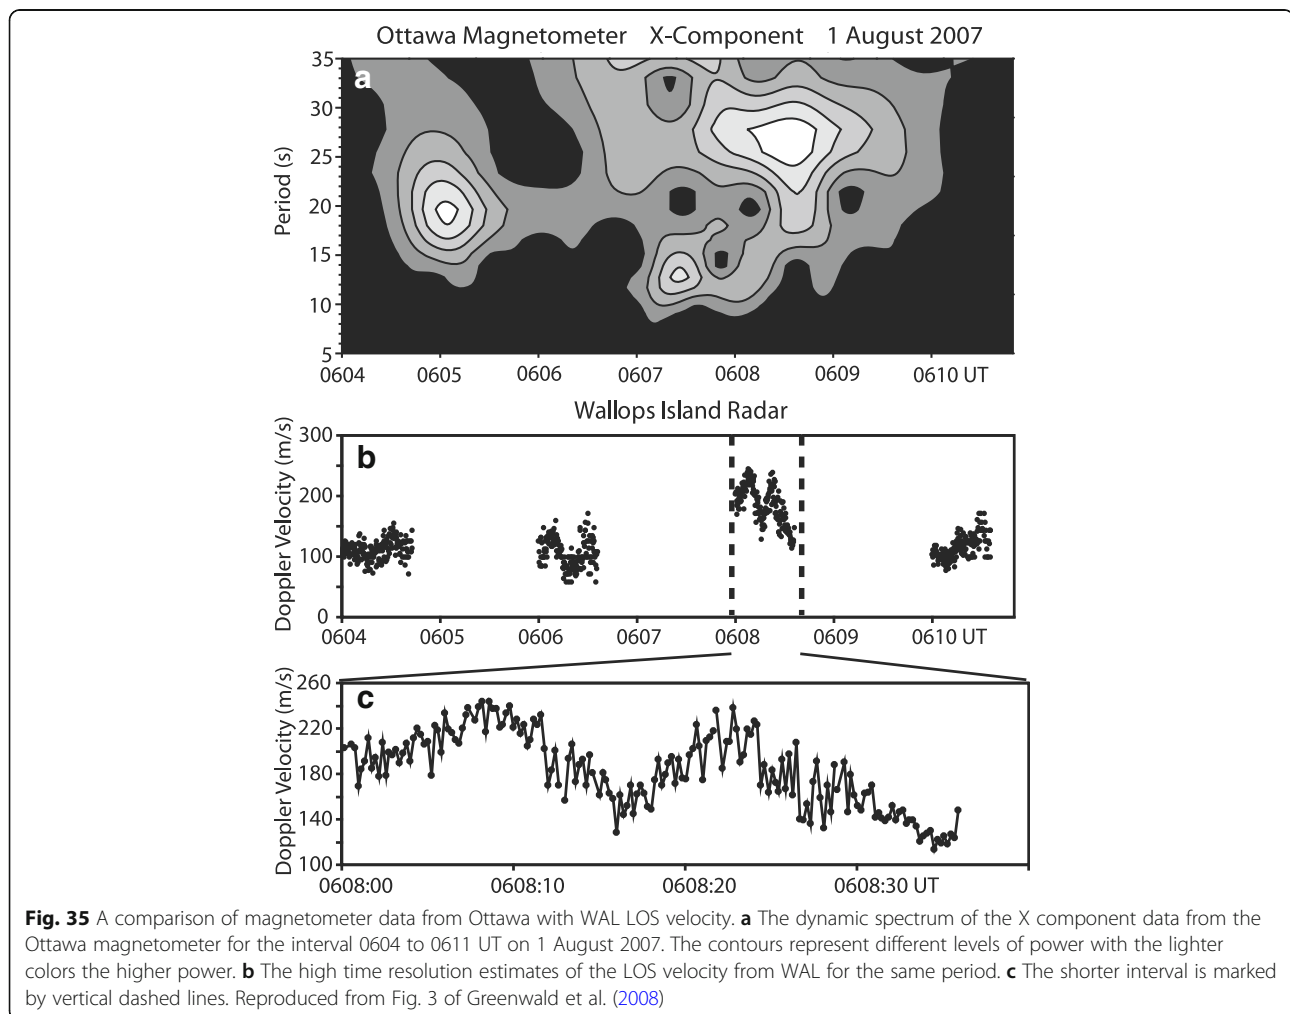 Ottawa Magnetometer X-Component 1 August 2007
a
Period (s)
35
30
25
20
15
10
5
0604 0605 0606 0607 0608 0609 0610 UT
Wallops Island Radar
b
Doppler Velocity (m/s)
300
200
100
0
0604 0605 0606 0607 0608 0609 0610 UT
c
Doppler Velocity (m/s)
260
220
180
140
100
0608:00 0608:10 0608:20 0608:30 UT
Fig. 35 A comparison of magnetometer data from Ottawa with WAL LOS velocity. a The dynamic spectrum of the X component data from the
Ottawa magnetometer for the interval 0604 to 0611 UT on 1 August 2007. The contours represent different levels of power with the lighter
colors the higher power. b The high time resolution estimates of the LOS velocity from WAL for the same period. c The shorter interval is marked
by vertical dashed lines. Reproduced from Fig. 3 of Greenwald et al. (2008)